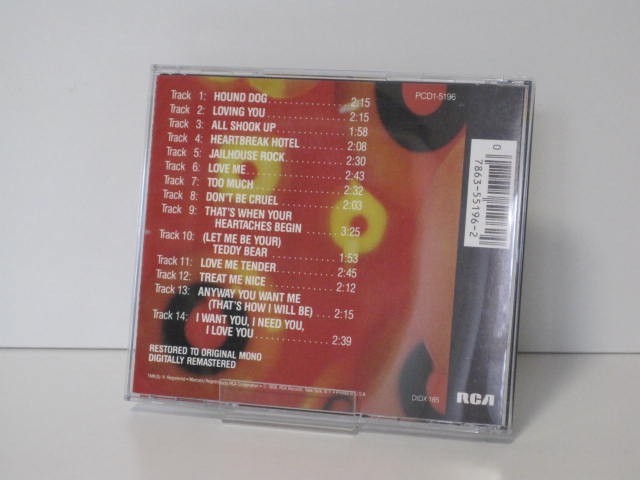 Track 1: HOUND DOG 2:15
Track 2: LOVING YOU 2:15
Track 3: ALL SHOOK UP 1:58
Track 4: HEARTBREAK HOTEL 2:08
Track 5: JAILHOUSE ROCK 2:30
Track 6: LOVE ME 2:43
Track 7: TOO MUCH 2:32
Track 8: DON'T BE CRUEL 2:03
Track 9: THAT'S WHEN YOUR
HEARTACHES BEGIN 3:25
Track 10: (LET ME BE YOUR)
TEDDY BEAR 1:53
Track 11: LOVE ME TENDER 2:45
Track 12: TREAT ME NICE 2:12
Track 13: ANYWAY YOU WANT ME
(THAT'S HOW I WILL BE) 2:15
Track 14: I WANT YOU, I NEED YOU,
I LOVE YOU 2:39
RESTORED TO ORIGINAL MONO
DIGITALLY REMASTERED
PCD1-5196
0 7863-55196-2
DIDX 185
RCA